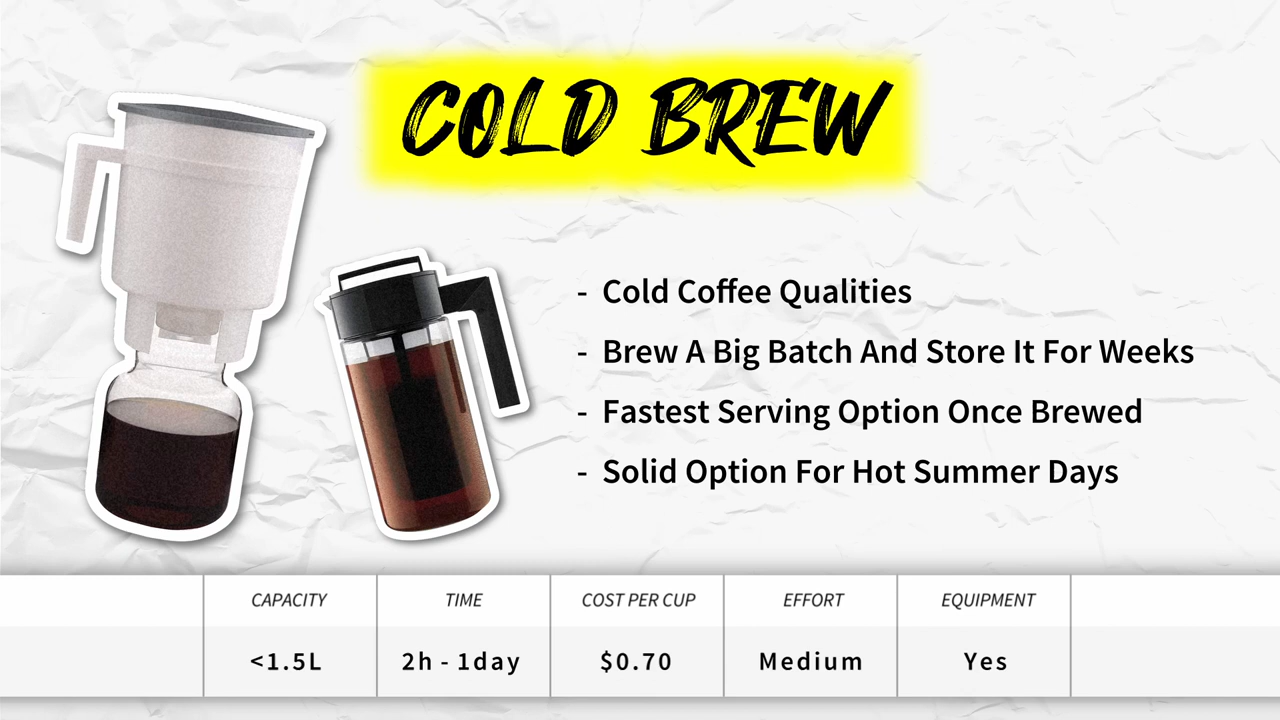 COLD BREW
- Cold Coffee Qualities
- Brew A Big Batch And Store It For Weeks
- Fastest Serving Option Once Brewed
- Solid Option For Hot Summer Days
CAPACITY TIME COST PER CUP EFFORT EQUIPMENT
<1.5L 2h - 1day $0.70 Medium Yes